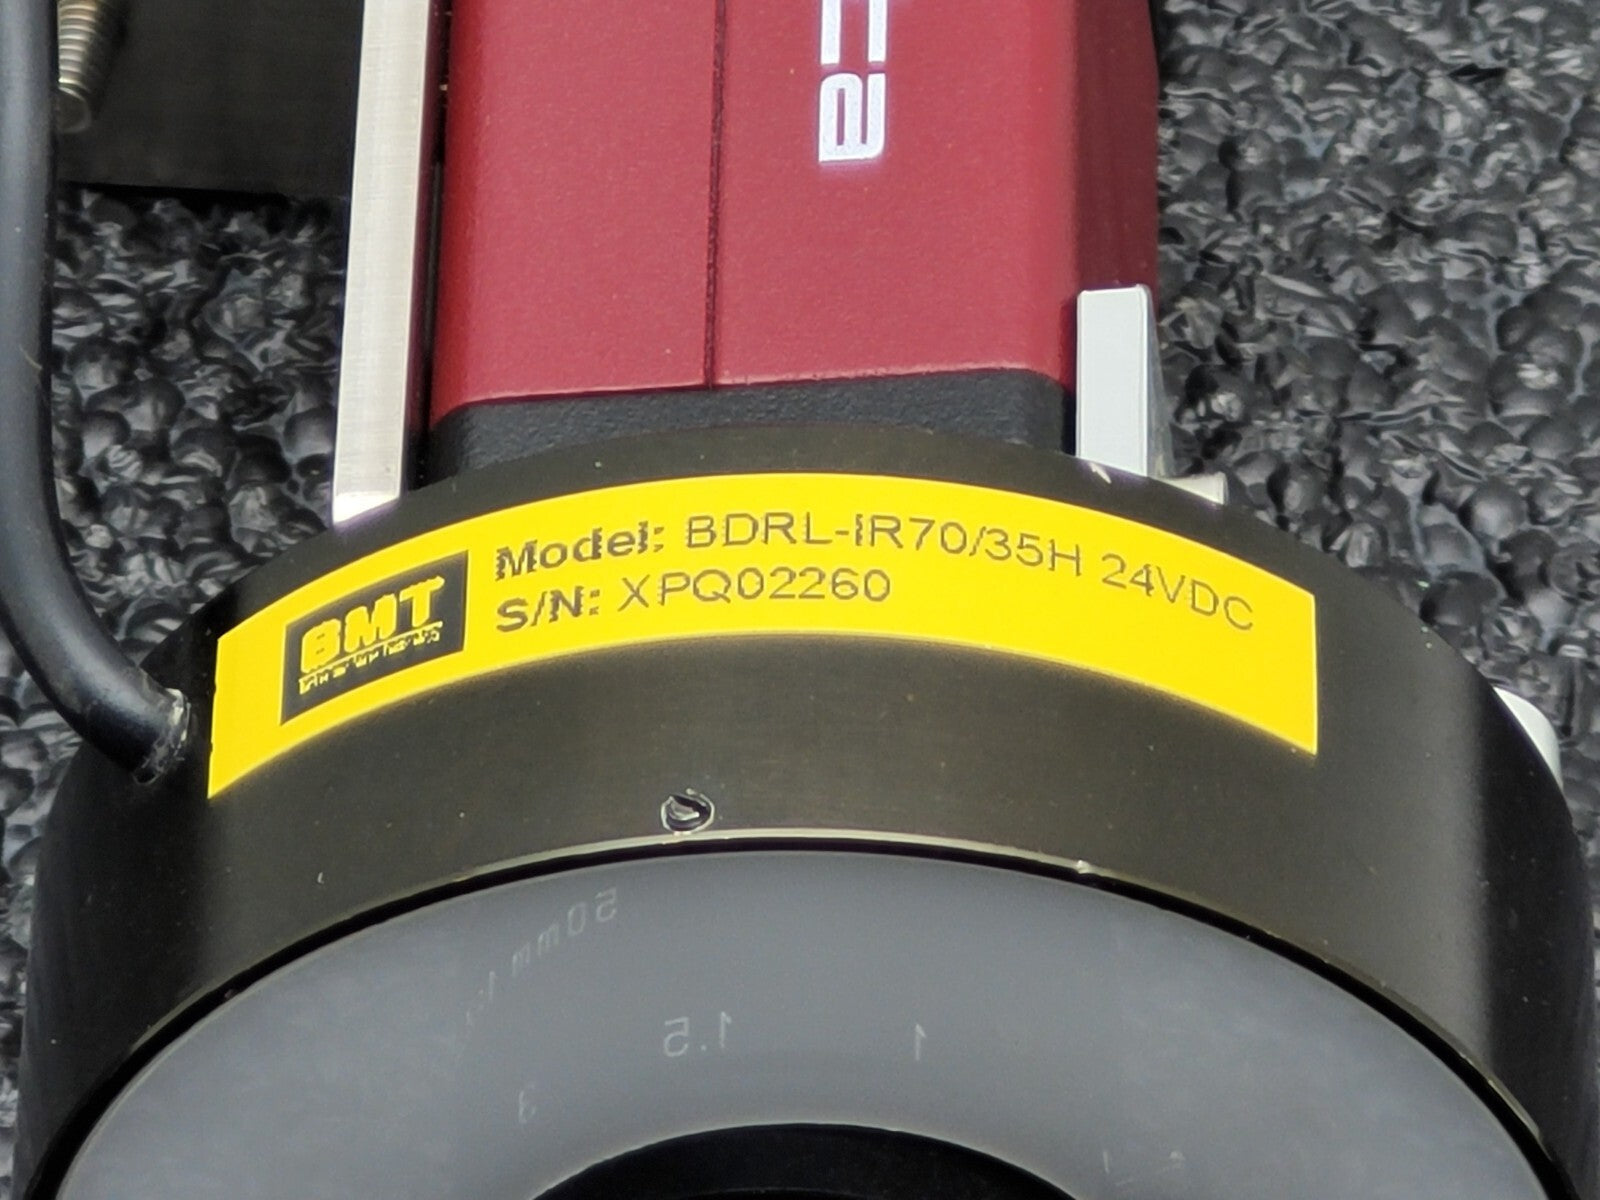 BMT
Model: BDRL-IR70/35H 24VDC
S/N: XPQ02260
50mm
1.5
1
3